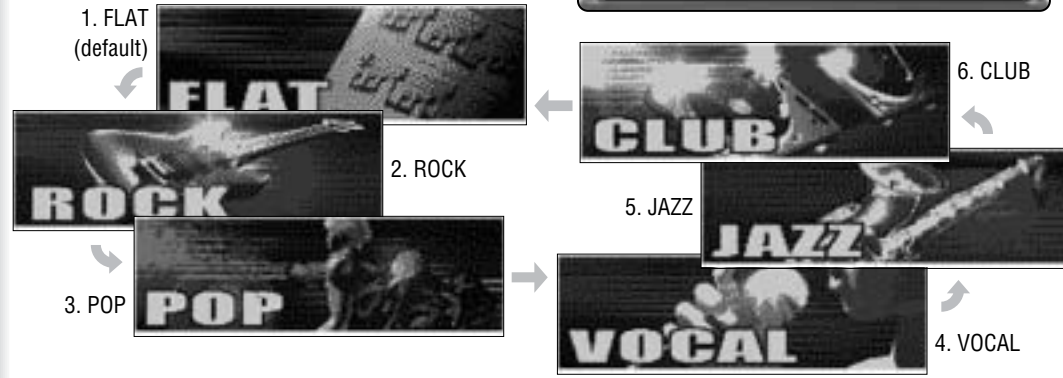 1. FLAT
(default)
FLAT
ROCK
2. ROCK
3. POP
POP
VOCAL
4. VOCAL
5. JAZZ
JAZZ
CLUB
6. CLUB